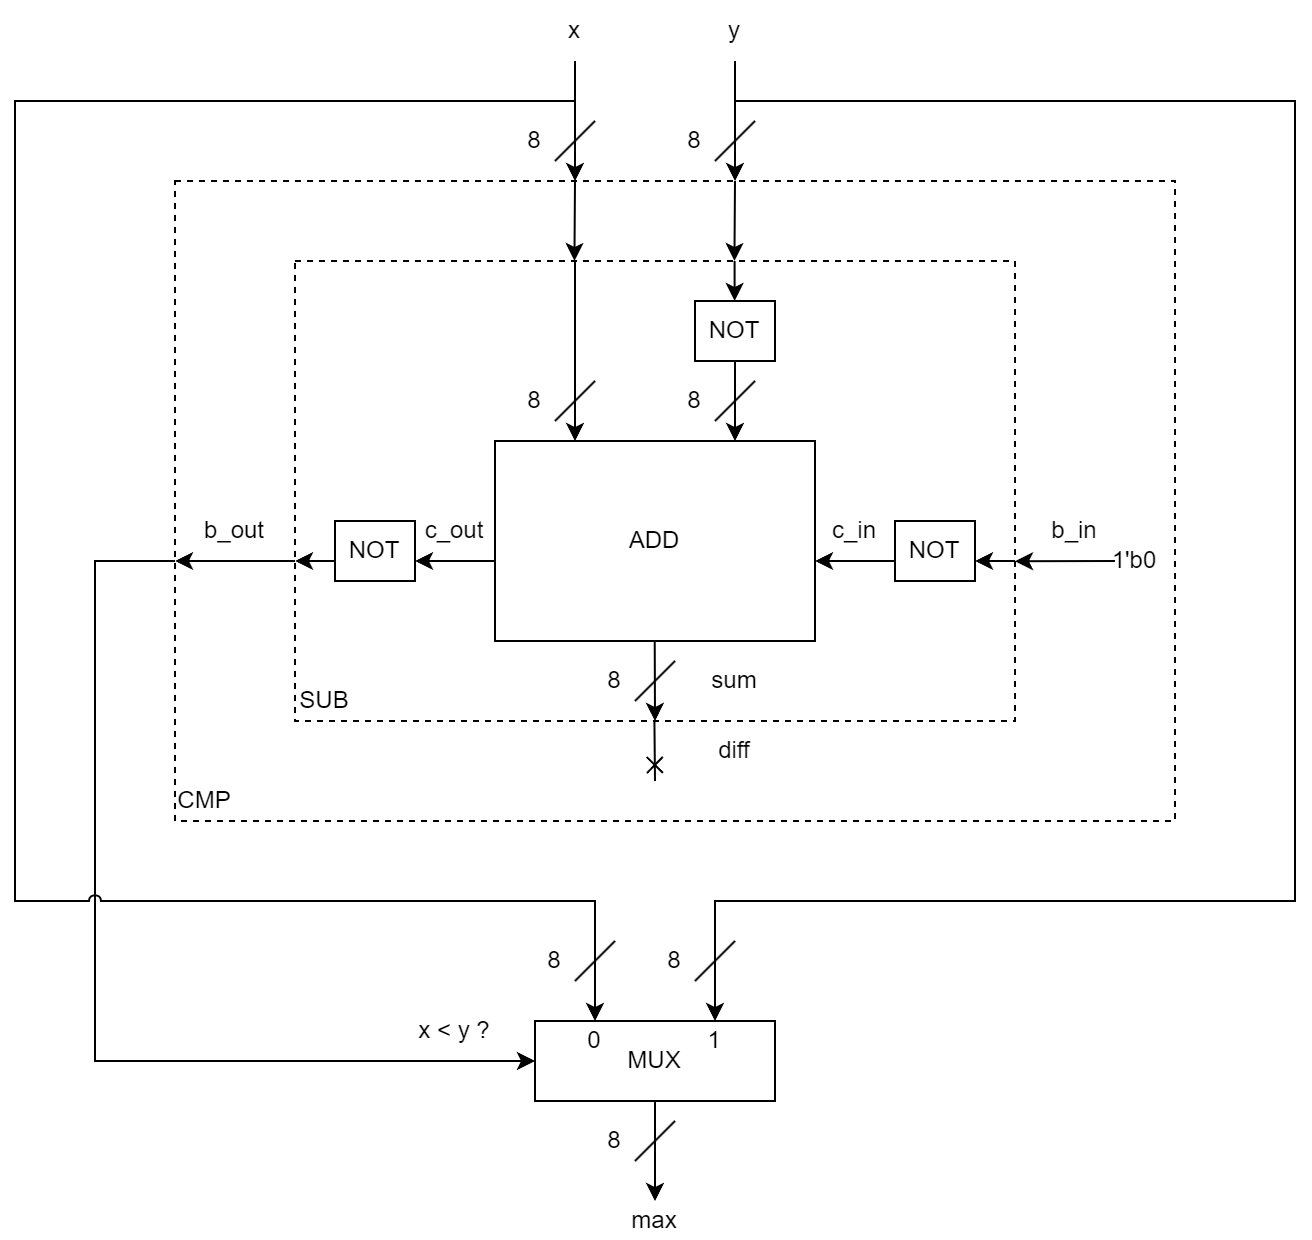 x
y
8
8
NOT
8
8
b_out
NOT
c_out
ADD
c_in
NOT
b_in
1'b0
8
sum
SUB
diff
CMP
8
8
x < y ?
0
1
MUX
8
max